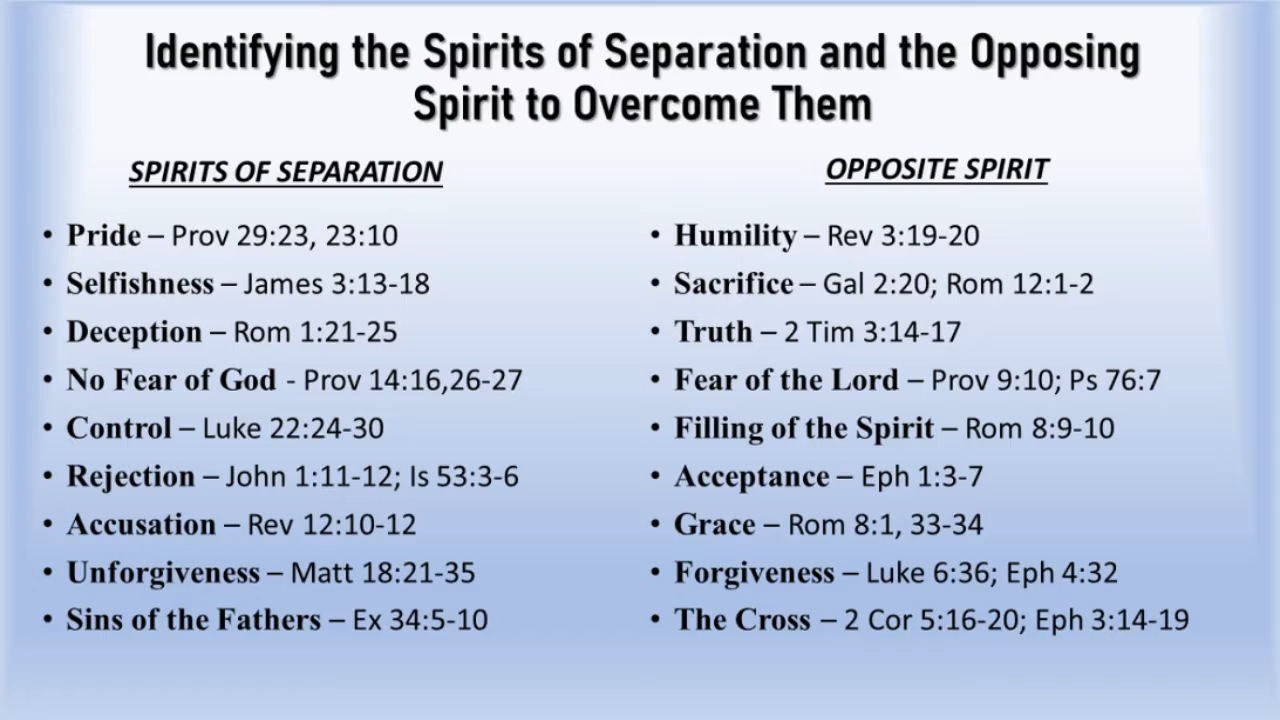 Identifying the Spirits of Separation and the Opposing
Spirit to Overcome Them
SPIRITS OF SEPARATION
• Pride – Prov 29:23, 23:10
• Selfishness – James 3:13-18
• Deception – Rom 1:21-25
• No Fear of God - Prov 14:16,26-27
• Control – Luke 22:24-30
• Rejection – John 1:11-12; Is 53:3-6
• Accusation – Rev 12:10-12
• Unforgiveness – Matt 18:21-35
• Sins of the Fathers – Ex 34:5-10
OPPOSITE SPIRIT
• Humility – Rev 3:19-20
• Sacrifice – Gal 2:20; Rom 12:1-2
• Truth – 2 Tim 3:14-17
• Fear of the Lord – Prov 9:10; Ps 76:7
• Filling of the Spirit – Rom 8:9-10
• Acceptance – Eph 1:3-7
• Grace – Rom 8:1, 33-34
• Forgiveness – Luke 6:36; Eph 4:32
• The Cross – 2 Cor 5:16-20; Eph 3:14-19